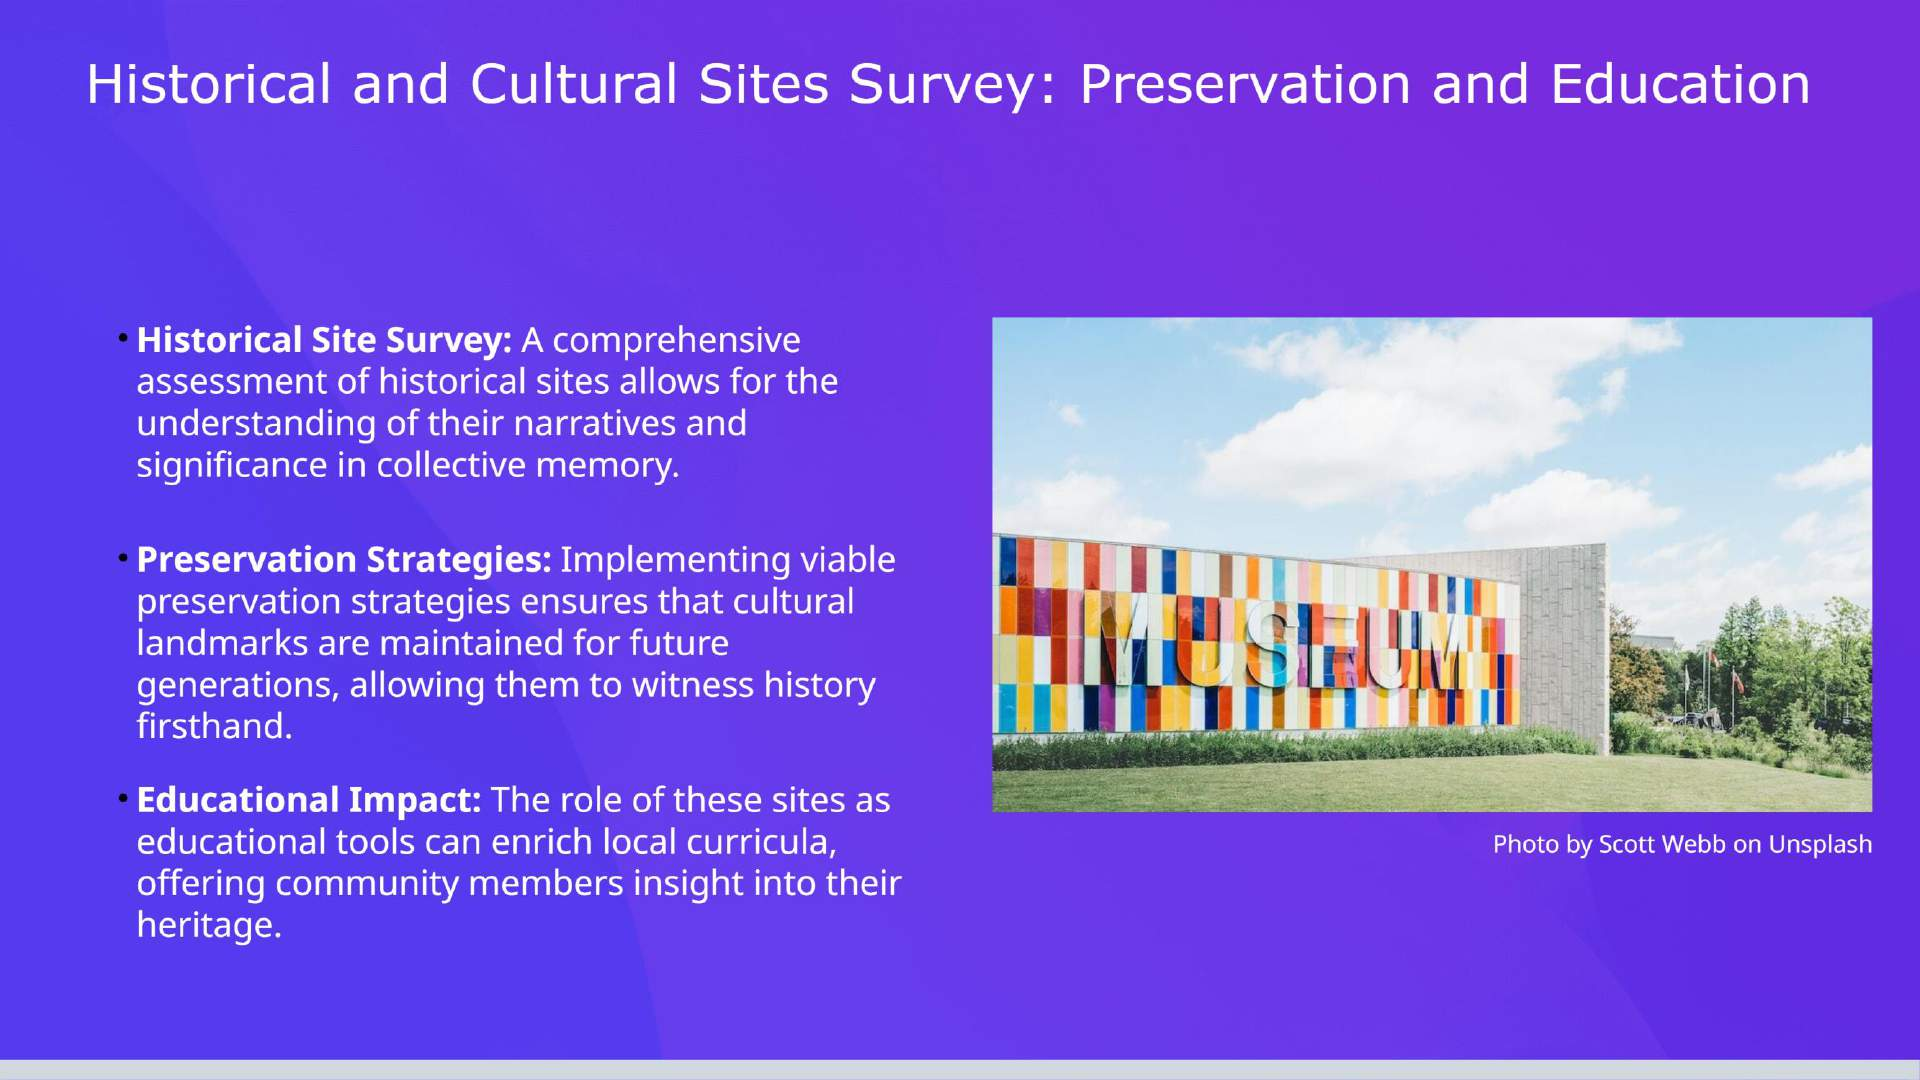 Historical and Cultural Sites Survey: Preservation and Education
• Historical Site Survey: A comprehensive
assessment of historical sites allows for the
understanding of their narratives and
significance in collective memory.
• Preservation Strategies: Implementing viable
preservation strategies ensures that cultural
landmarks are maintained for future
generations, allowing them to witness history
firsthand.
• Educational Impact: The role of these sites as
educational tools can enrich local curricula,
offering community members insight into their
heritage.
MUSEUM
Photo by Scott Webb on Unsplash